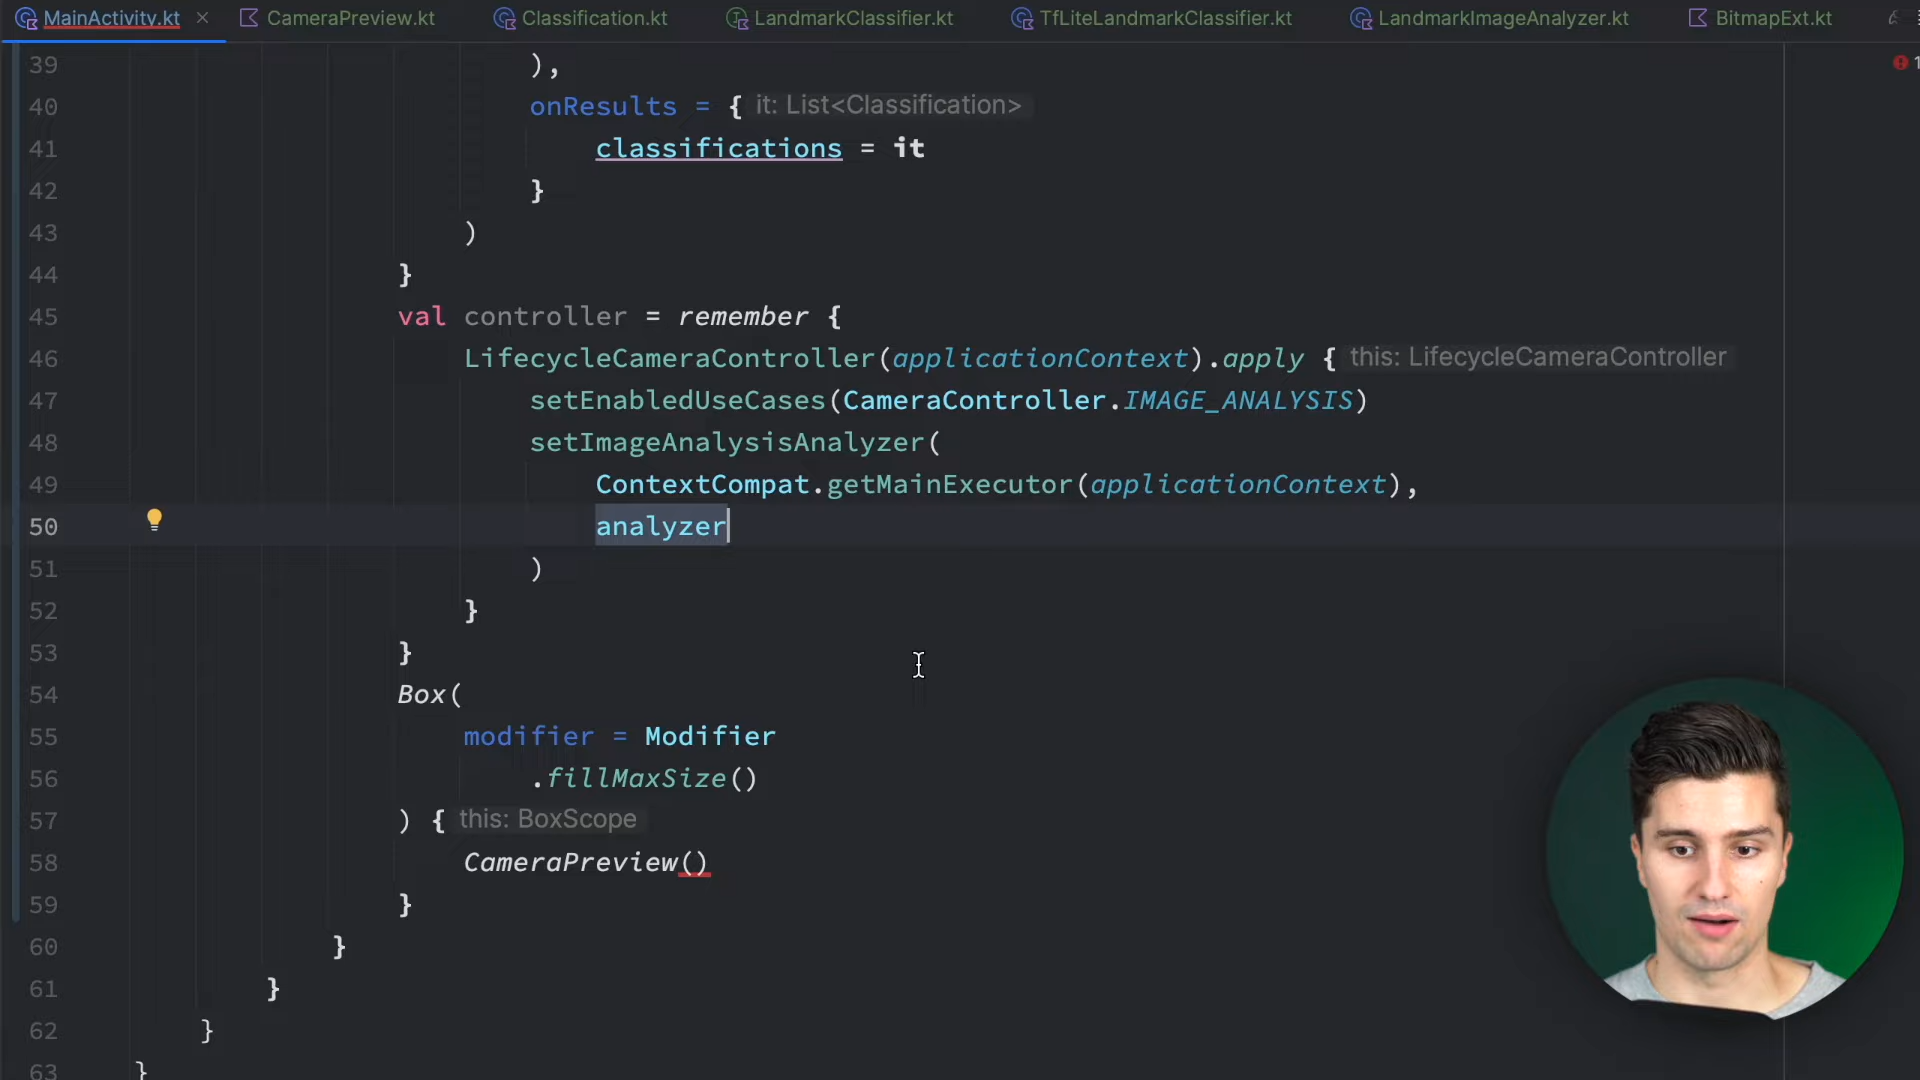 MainActivity.kt CameraPreview.kt Classification.kt LandmarkClassifier.kt TfLiteLandmarkClassifier.kt LandmarkImageAnalyzer.kt BitmapExt.kt
39 ),
40 onResults = { it: List<Classification>
41 classifications = it
42 }
43 )
44 }
45 val controller = remember {
46 LifecycleCameraController(applicationContext).apply { this: LifecycleCameraController
47 setEnabledUseCases(CameraController.IMAGE_ANALYSIS)
48 setImageAnalysisAnalyzer(
49 ContextCompat.getMainExecutor(applicationContext),
50 analyzer
51 )
52 }
53 }
54 Box(
55 modifier = Modifier
56 .fillMaxSize()
57 ) { this: BoxScope
58 CameraPreview()
59 }
60 }
61 }
62 }
63 }